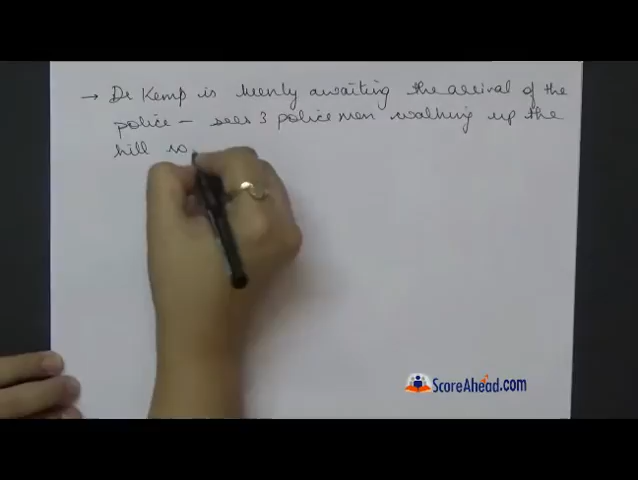 → Dr Kemp is keenly awaiting the arrival of the
police - sees 3 police men walking up the
hill ro
ScoreAhead.com